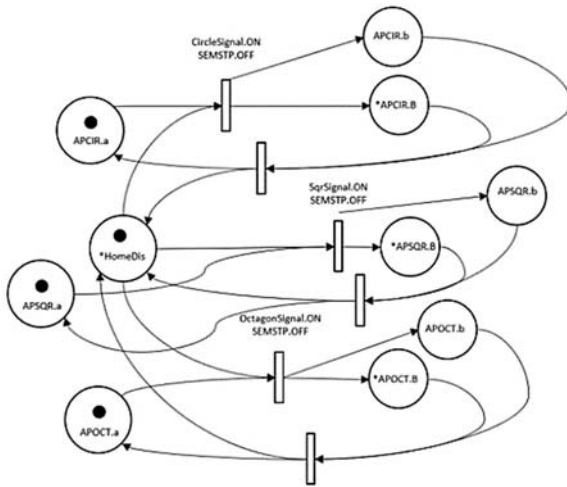 CircleSignal.ON
SEMSTP.OFF
APCIR.b
*APCIR.B
APCIR.a
SqrSignal.ON
SEMSTP.OFF
APSQR.b
*HomeDis
*APSQR.B
APSQR.a
OctagonSignal.ON
SEMSTP.OFF
APOCT.b
*APOCT.B
APOCT.a